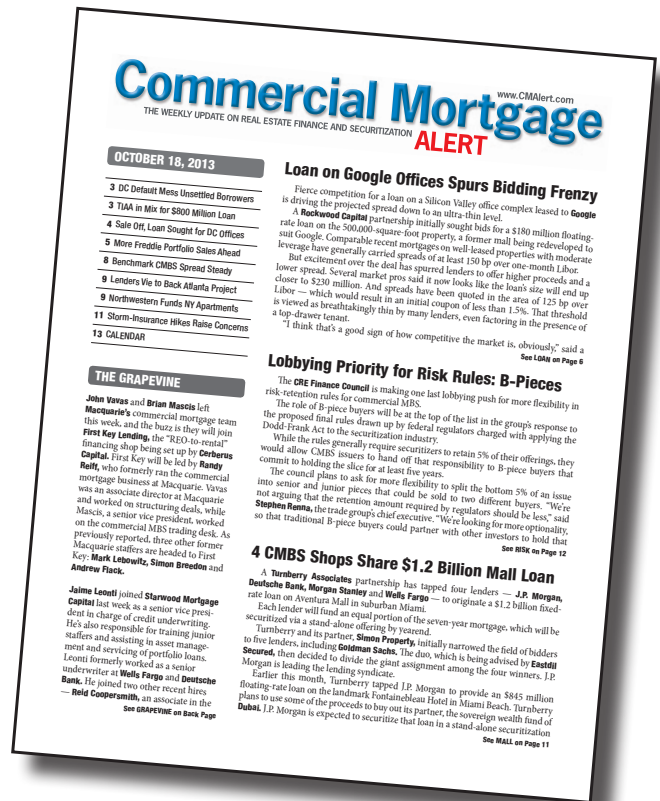 www.CMAlert.com
Commercial Mortgage
THE WEEKLY UPDATE ON REAL ESTATE FINANCE AND SECURITIZATION
ALERT
OCTOBER 18, 2013
3 DC Default Mess Unsettled Borrowers
3 TIAA in Mix for $800 Million Loan
4 Sale Off, Loan Sought for DC Offices
5 More Freddie Portfolio Sales Ahead
8 Benchmark CMBS Spread Steady
9 Lenders Vie to Back Atlanta Project
9 Northwestern Funds NY Apartments
11 Storm-Insurance Hikes Raise Concerns
13 CALENDAR
THE GRAPEVINE
John Vavas and Brian Mascis left
Macquarie's commercial mortgage team
this week, and the buzz is they will join
First Key Lending, the "REO-to-rental"
financing shop being set up by Cerberus
Capital. First Key will be led by Randy
Reiff, who formerly ran the commercial
mortgage business at Macquarie. Vavas
was an associate director at Macquarie
and worked on structuring deals, while
Mascis, a senior vice president, worked
on the commercial MBS trading desk. As
previously reported, three other former
Macquarie staffers are headed to First
Key: Mark Lebowitz, Simon Breedon and
Andrew Flack.
Jaime Leonti joined Starwood Mortgage
Capital last week as a senior vice presi-
dent in charge of credit underwriting.
He's also responsible for training junior
staffers and assisting in asset manage-
ment and servicing of portfolio loans.
Leonti formerly worked as a senior
underwriter at Wells Fargo and Deutsche
Bank. He joined two other recent hires
— Reid Coopersmith, an associate in the
See GRAPEVINE on Back Page
Loan on Google Offices Spurs Bidding Frenzy
Fierce competition for a loan on a Silicon Valley office complex leased to Google
is driving the projected spread down to an ultra-thin level.
A Rockwood Capital partnership initially sought bids for a $180 million floating-
rate loan on the 500,000-square-foot property, a former mall being redeveloped to
suit Google. Comparable recent mortgages on well-leased properties with moderate
leverage have generally carried spreads of at least 150 bp over one-month Libor.
But excitement over the deal has spurred lenders to offer higher proceeds and a
lower spread. Several market pros said it now looks like the loan's size will end up
closer to $230 million. And spreads have been quoted in the area of 125 bp over
Libor — which would result in an initial coupon of less than 1.5%. That threshold
is viewed as breathtakingly thin by many lenders, even factoring in the presence of
a top-drawer tenant.
"I think that's a good sign of how competitive the market is, obviously," said a
See LOAN on Page 6
Lobbying Priority for Risk Rules: B-Pieces
The CRE Finance Council is making one last lobbying push for more flexibility in
risk-retention rules for commercial MBS.
The role of B-piece buyers will be at the top of the list in the group's response to
the proposed final rules drawn up by federal regulators charged with applying the
Dodd-Frank Act to the securitization industry.
While the rules generally require securitizers to retain 5% of their offerings, they
would allow CMBS issuers to hand off that responsibility to B-piece buyers that
commit to holding the slice for at least five years.
The council plans to ask for more flexibility to split the bottom 5% of an issue
into senior and junior pieces that could be sold to two different buyers. "We're
not arguing that the retention amount required by regulators should be less," said
Stephen Renna, the trade group's chief executive. "We're looking for more optionality,
so that traditional B-piece buyers could partner with other investors to hold that
See RISK on Page 12
4 CMBS Shops Share $1.2 Billion Mall Loan
A Turnberry Associates partnership has tapped four lenders — J.P. Morgan,
Deutsche Bank, Morgan Stanley and Wells Fargo — to originate a $1.2 billion fixed-
rate loan on Aventura Mall in suburban Miami.
Each lender will fund an equal portion of the seven-year mortgage, which will be
securitized via a stand-alone offering by yearend.
Turnberry and its partner, Simon Property, initially narrowed the field of bidders
to five lenders, including Goldman Sachs. The duo, which is being advised by Eastdil
Secured, then decided to divide the giant assignment among the four winners. J.P.
Morgan is leading the lending syndicate.
Earlier this month, Turnberry tapped J.P. Morgan to provide an $845 million
floating-rate loan on the landmark Fontainebleau Hotel in Miami Beach. Turnberry
plans to use some of the proceeds to buy out its partner, the sovereign wealth fund of
Dubai. J.P. Morgan is expected to securitize that loan in a stand-alone securitization
See MALL on Page 11